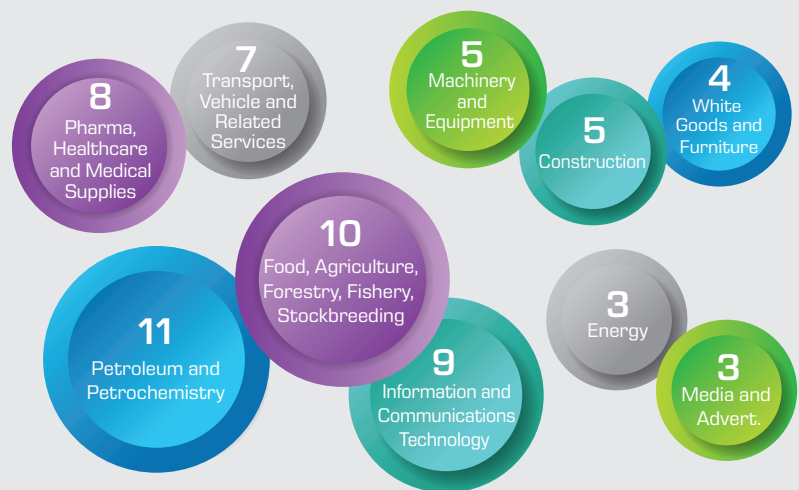 8
Pharma,
Healthcare
and Medical
Supplies
7
Transport,
Vehicle and
Related
Services
5
Machinery
and
Equipment
5
Construction
4
White
Goods and
Furniture
11
Petroleum and
Petrochemistry
10
Food, Agriculture,
Forestry, Fishery,
Stockbreeding
9
Information and
Communications
Technology
3
Energy
3
Media and
Advert.